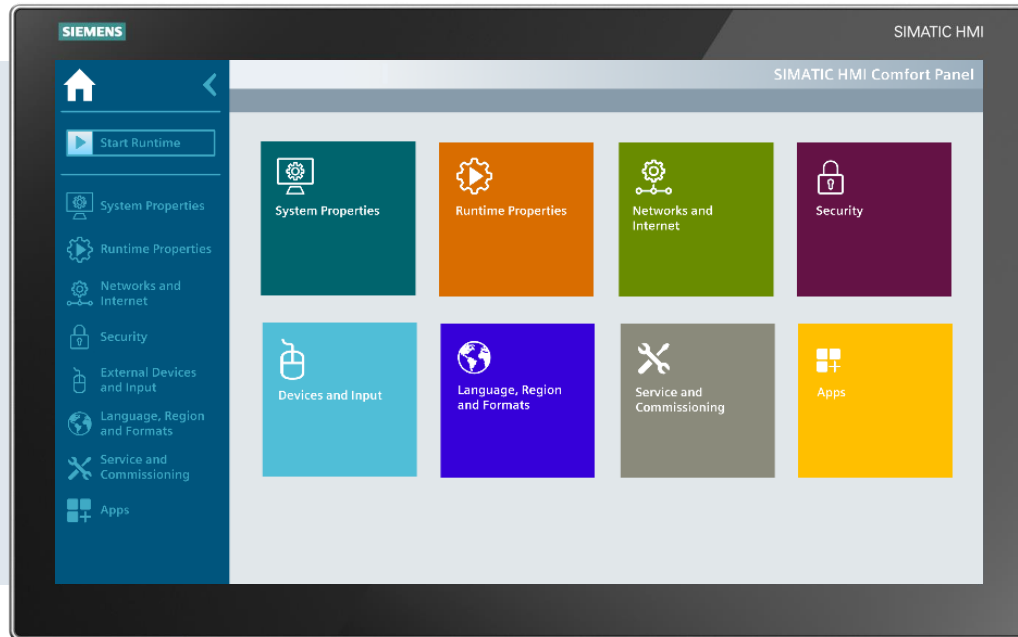 SIEMENS
SIMATIC HMI
SIMATIC HMI Comfort Panel
Start Runtime
System Properties
Runtime Properties
Networks and
Internet
Security
External Devices
and Input
Language, Region
and Formats
Service and
Commissioning
Apps
System Properties
Runtime Properties
Networks and
Internet
Security
Devices and Input
Language, Region
and Formats
Service and
Commissioning
Apps